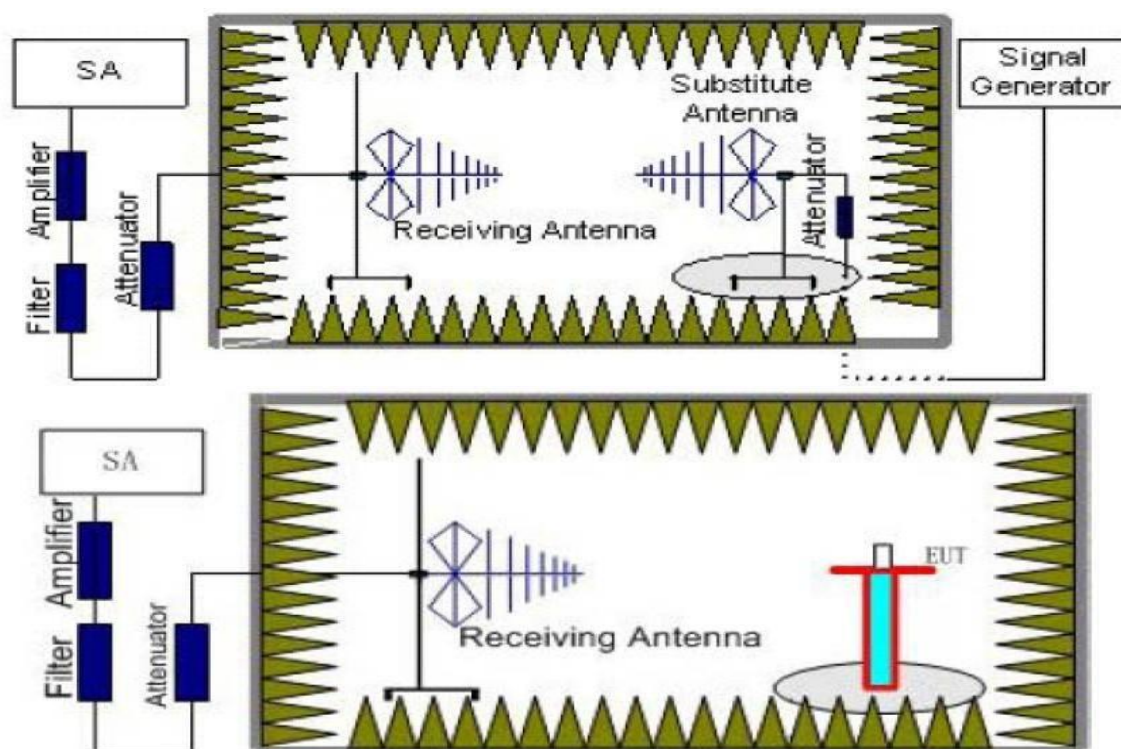 SA
Amplifier
Filter
Attenuator
Receiving Antenna
Substitute
Antenna
Attenuator
Signal
Generator
SA
Amplifier
Filter
Attenuator
Receiving Antenna
EUT